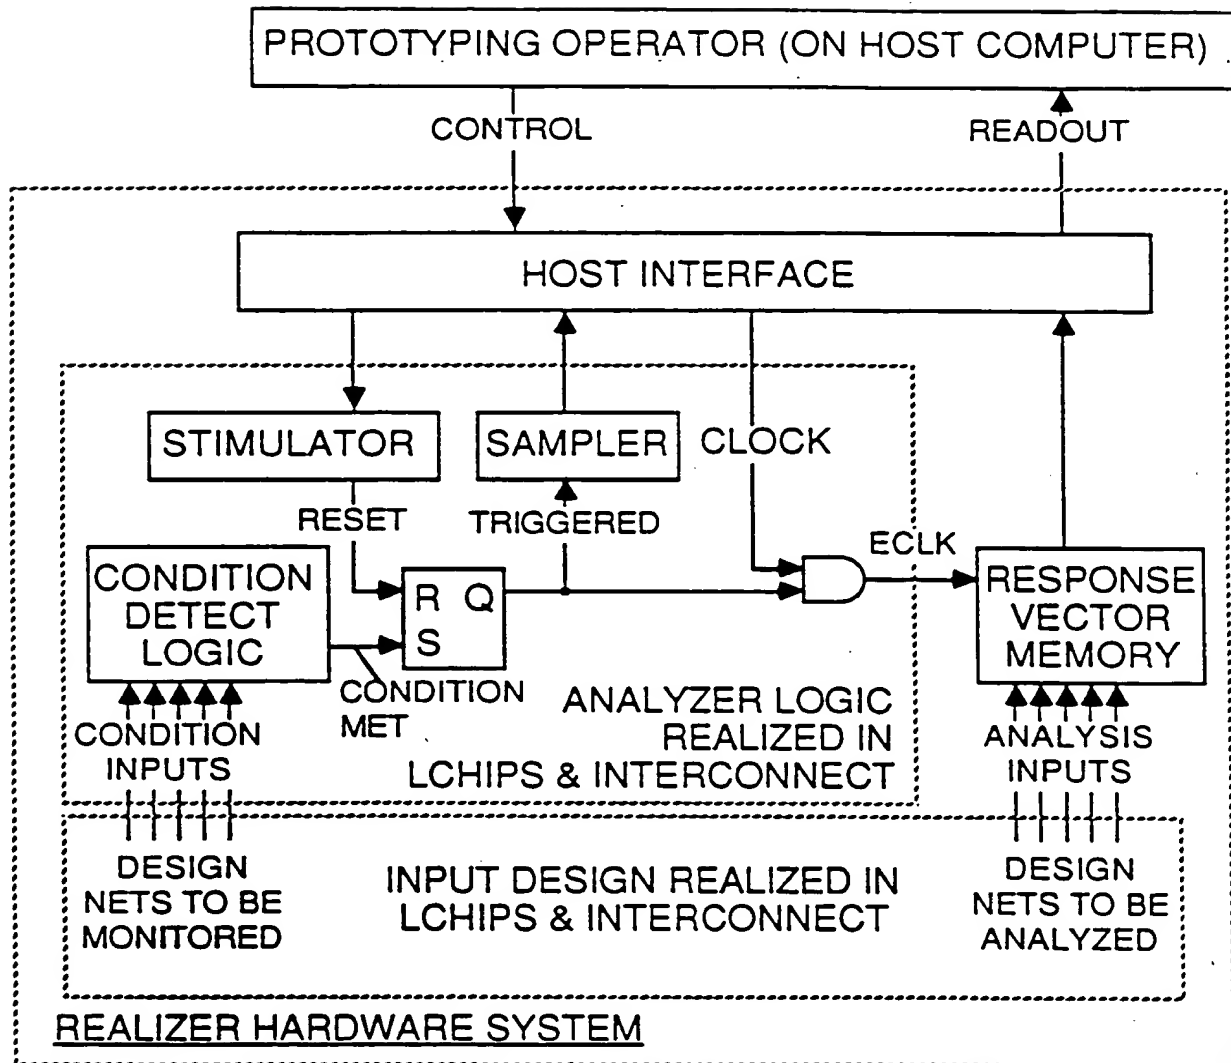 PROTOTYPING OPERATOR (ON HOST COMPUTER)
CONTROL
READOUT
HOST INTERFACE
STIMULATOR
SAMPLER
CLOCK
RESET
TRIGGERED
ECLK
CONDITION
DETECT
LOGIC
R Q
S
RESPONSE
VECTOR
MEMORY
CONDITION
MET
CONDITION
INPUTS
ANALYZER LOGIC
REALIZED IN
LCHIPS & INTERCONNECT
ANALYSIS
INPUTS
DESIGN
NETS TO BE
MONITORED
INPUT DESIGN REALIZED IN
LCHIPS & INTERCONNECT
DESIGN
NETS TO BE
ANALYZED
REALIZER HARDWARE SYSTEM